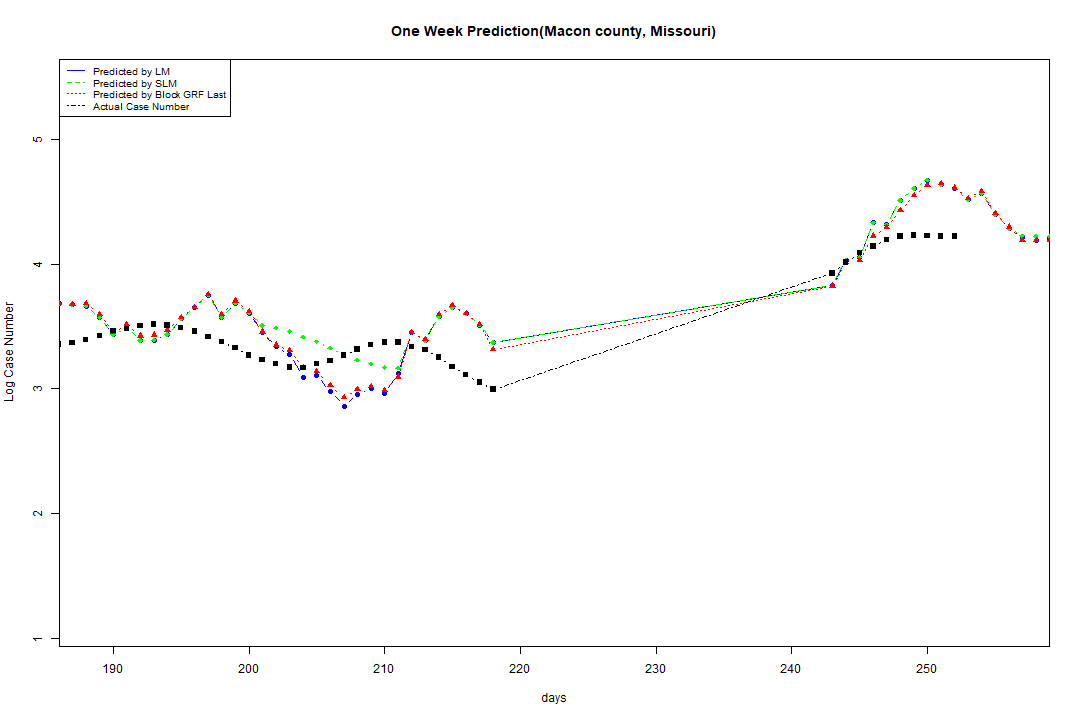 One Week Prediction(Macon county, Missouri)
Predicted by LM
Predicted by SLM
Predicted by Block GRF Last
Actual Case Number
5
4
3
2
1
Log Case Number
190 200 210 220 230 240 250
days